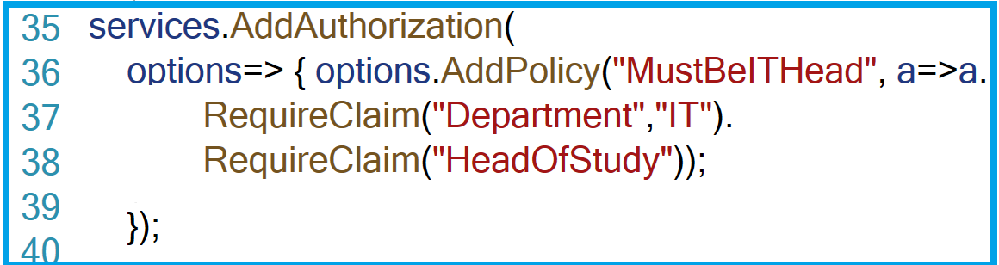 35 services.AddAuthorization(
36 options=> { options.AddPolicy("MustBeITHead", a=>a.
37 RequireClaim("Department","IT").
38 RequireClaim("HeadOfStudy"));
39
});
40